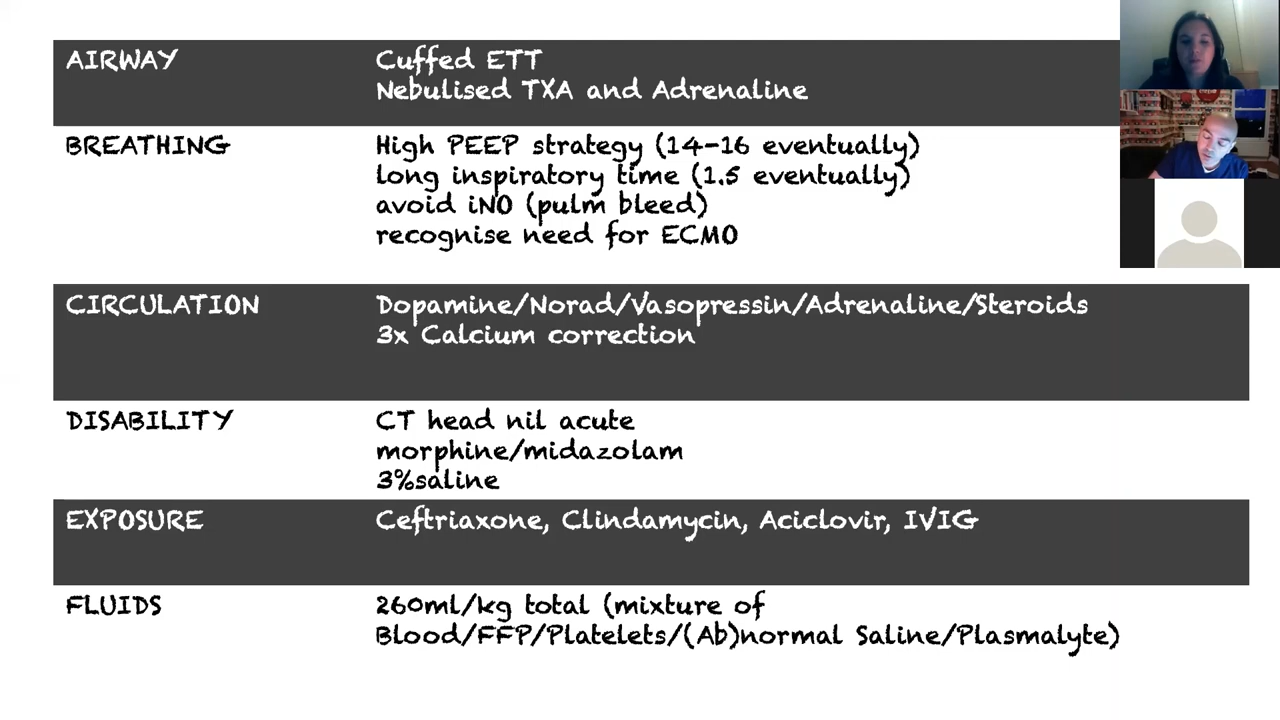 AIRWAY
Cuffed ETT
Nebulised TXA and Adrenaline
BREATHING
High PEEP strategy (14-16 eventually)
long inspiratory time (1.5 eventually)
avoid iNO (pulm bleed)
recognise need for ECMO
CIRCULATION
Dopamine/Norad/Vasopressin/Adrenaline/Steroids
3x Calcium correction
DISABILITY
CT head nil acute
morphine/midazolam
3%saline
EXPOSURE
Ceftriaxone, Clindamycin, Aciclovir, IVIG
FLUIDS
260ml/kg total (mixture of
Blood/FFP/Platelets/(Ab)normal Saline/Plasmalyte)